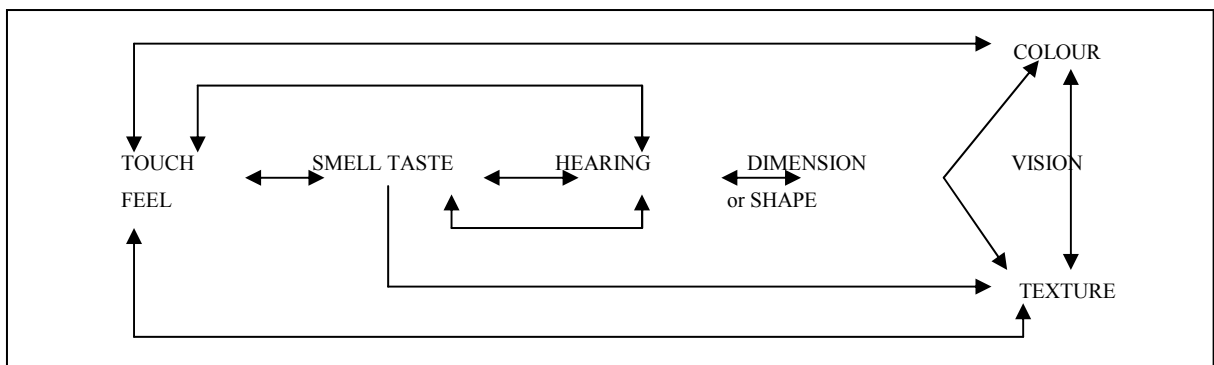 COLOUR
TOUCH SMELL TASTE HEARING DIMENSION VISION
FEEL or SHAPE
TEXTURE